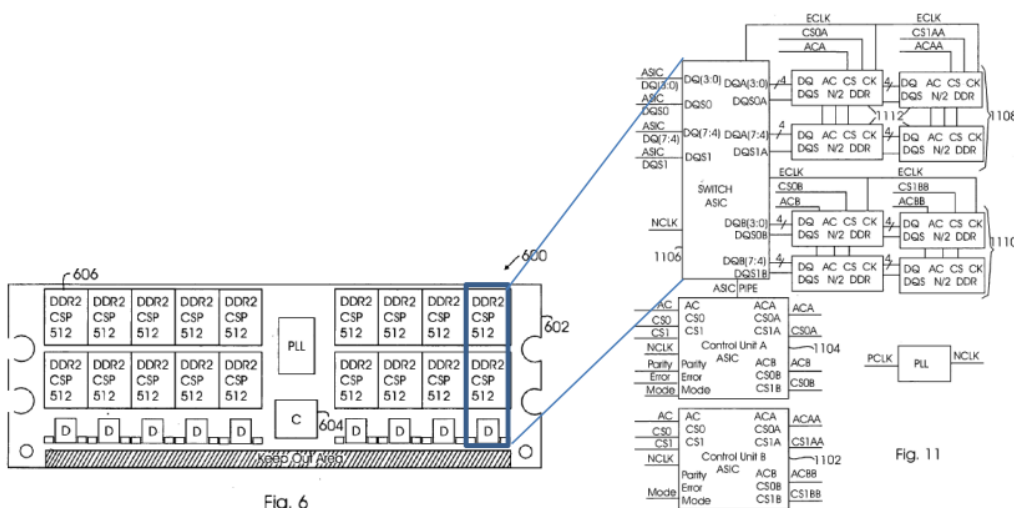 600
606
DDR2 DDR2 DDR2 DDR2 DDR2
CSP CSP CSP CSP CSP
512 512 512 512 512
DDR2 DDR2 DDR2 DDR2
CSP CSP CSP CSP
512 512 512 512
602
PLL
DDR2 DDR2 DDR2 DDR2 DDR2
CSP CSP CSP CSP CSP
512 512 512 512 512
DDR2 DDR2 DDR2 DDR2
CSP CSP CSP CSP
512 512 512 512
C
604
D D D D D
D D D D
Keep Out Area
Fig. 6
ECLK ECLK
CS0A CS1AA
ACA ACAA
ASIC
DQ(3:0)
ASIC
DQS0
ASIC
DQ(7:4)
ASIC
DQS1
NCLK
1106
DQ(3:0) DQA(3:0)
DQS0 DQS0A
DQ(7:4) DQA(7:4)
DQS1 DQS1A
SWITCH
ASIC
DQB(3:0)
DQS0B
DQB(7:4)
DQS1B
4 DQ AC CS CK 4 DQ AC CS CK
DQS N/2 DDR DQS N/2 DDR
1112
1108
4 DQ AC CS CK 4 DQ AC CS CK
DQS N/2 DDR DQS N/2 DDR
ECLK ECLK
CS0B CS1BB
ACB ACBB
4 DQ AC CS CK 4 DQ AC CS CK
DQS N/2 DDR DQS N/2 DDR
1110
4 DQ AC CS CK 4 DQ AC CS CK
DQS N/2 DDR DQS N/2 DDR
ASIC PIPE
AC AC ACA ACA
CS0 CS0 CS0A
CS1 CS1 CS1A CS0A
NCLK Control Unit A 1104
ASIC
Parity Parity ACB ACB
Error Error CS0B
Mode Mode CS1B CS0B
PCLK PLL NCLK
AC AC ACA ACAA
CS0 CS0 CS0A
CS1 CS1 CS1A CS1AA
NCLK Control Unit B 1102
ASIC
Parity ACB ACBB
Error CS0B
Mode Mode CS1B CS1BB
Fig. 11